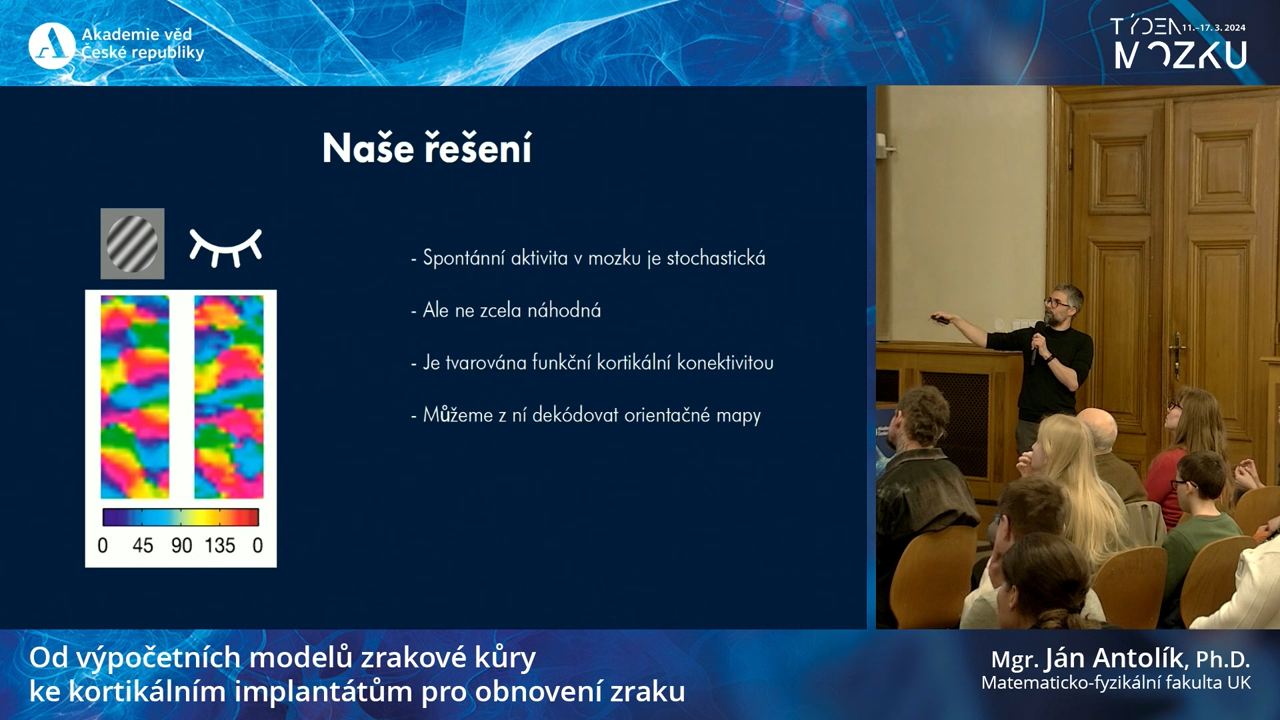 Akademie věd
České republiky
TÝDEN 11.–17. 3. 2024
MOZKU
Naše řešení
- Spontánní aktivita v mozku je stochastická
- Ale ne zcela náhodná
- Je tvarována funkční kortikální konektivitou
- Můžeme z ní dekódovat orientačné mapy
0 45 90 135 0
Od výpočetních modelů zrakové kůry
ke kortikálním implantátům pro obnovení zraku
Mgr. Ján Antolík, Ph.D.
Matematicko-fyzikální fakulta UK